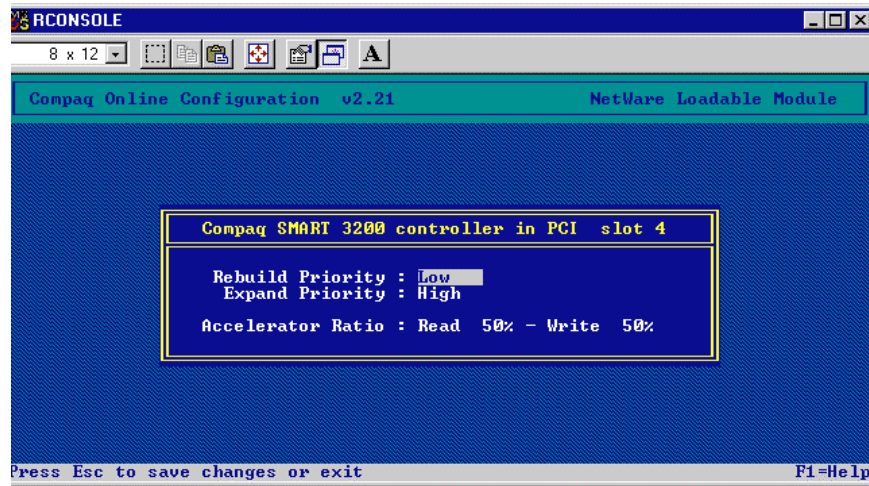 RCONSOLE
8 x 12 A
Compaq Online Configuration v2.21 NetWare Loadable Module
Compaq SMART 3200 controller in PCI slot 4
Rebuild Priority : Low
Expand Priority : High
Accelerator Ratio : Read 50% - Write 50%
Press Esc to save changes or exit F1=Help